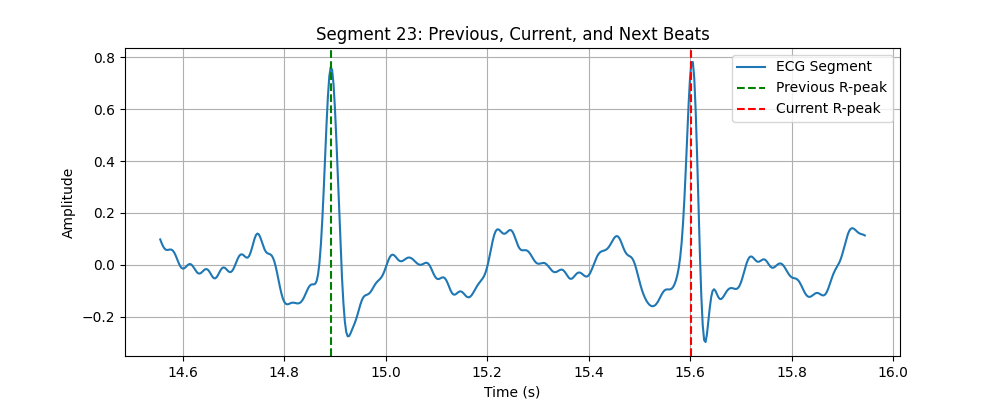 Segment 23: Previous, Current, and Next Beats
ECG Segment
Previous R-peak
Current R-peak
Amplitude
0.8
0.6
0.4
0.2
0.0
−0.2
14.6 14.8 15.0 15.2 15.4 15.6 15.8 16.0
Time (s)